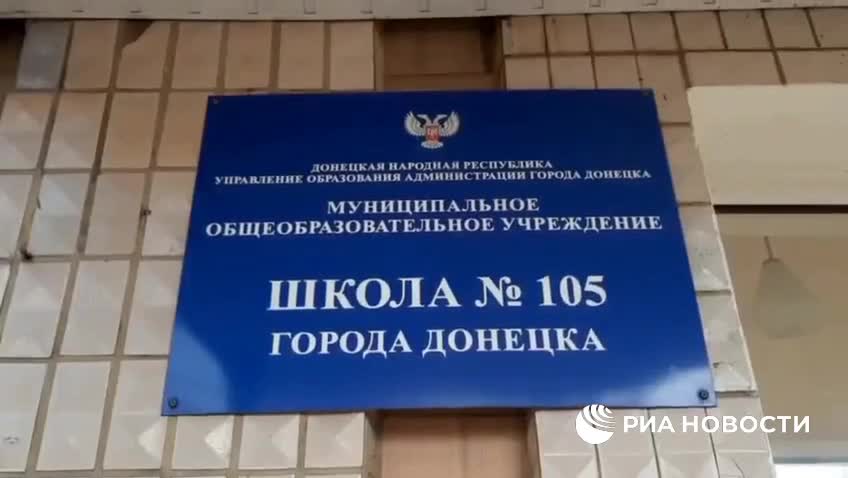 ДОНЕЦКАЯ НАРОДНАЯ РЕСПУБЛИКА
УПРАВЛЕНИЕ ОБРАЗОВАНИЯ АДМИНИСТРАЦИИ ГОРОДА ДОНЕЦКА
МУНИЦИПАЛЬНОЕ
ОБЩЕОБРАЗОВАТЕЛЬНОЕ УЧРЕЖДЕНИЕ
ШКОЛА № 105
ГОРОДА ДОНЕЦКА
РИА НОВОСТИ